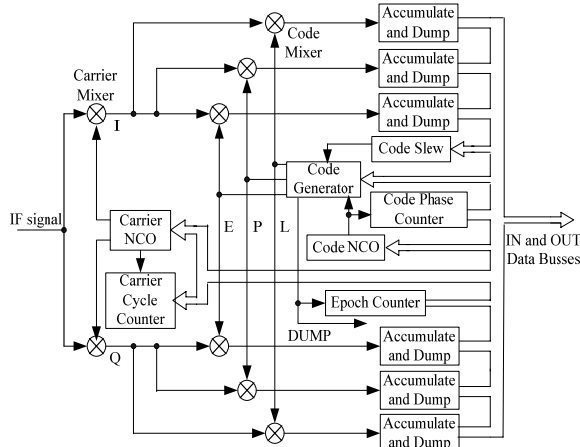 Accumulate
and Dump
Code
Mixer
Accumulate
and Dump
Carrier
Mixer
Accumulate
and Dump
I
Code Slew
Code
Generator
Code Phase
Counter
IF signal
Carrier
NCO
E
P
L
Code NCO
IN and OUT
Data Busses
Carrier
Cycle
Counter
Epoch Counter
DUMP
Accumulate
and Dump
Q
Accumulate
and Dump
Accumulate
and Dump